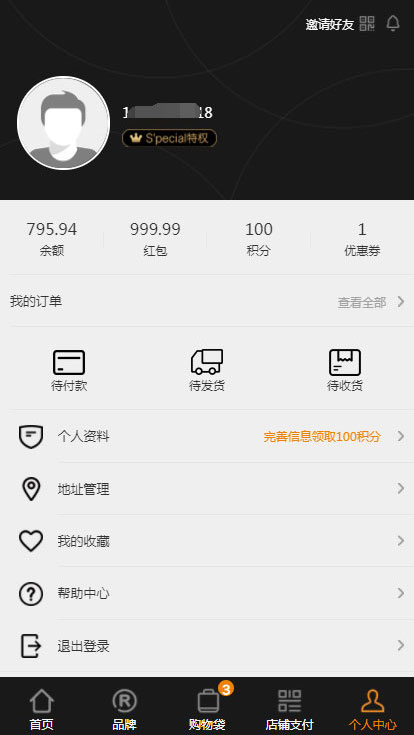 邀请好友
1 18
S'pecial特权
795.94 999.99 100 1
余额 红包 积分 优惠券
我的订单 查看全部
待付款 待发货 待收货
个人资料 完善信息领取100积分
地址管理
我的收藏
帮助中心
退出登录
3
首页 品牌 购物袋 店铺支付 个人中心